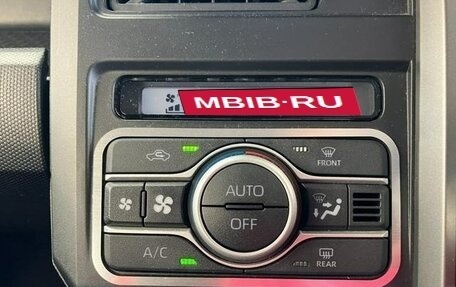 MBIB·RU
FRONT
AUTO
OFF
A/C
REAR